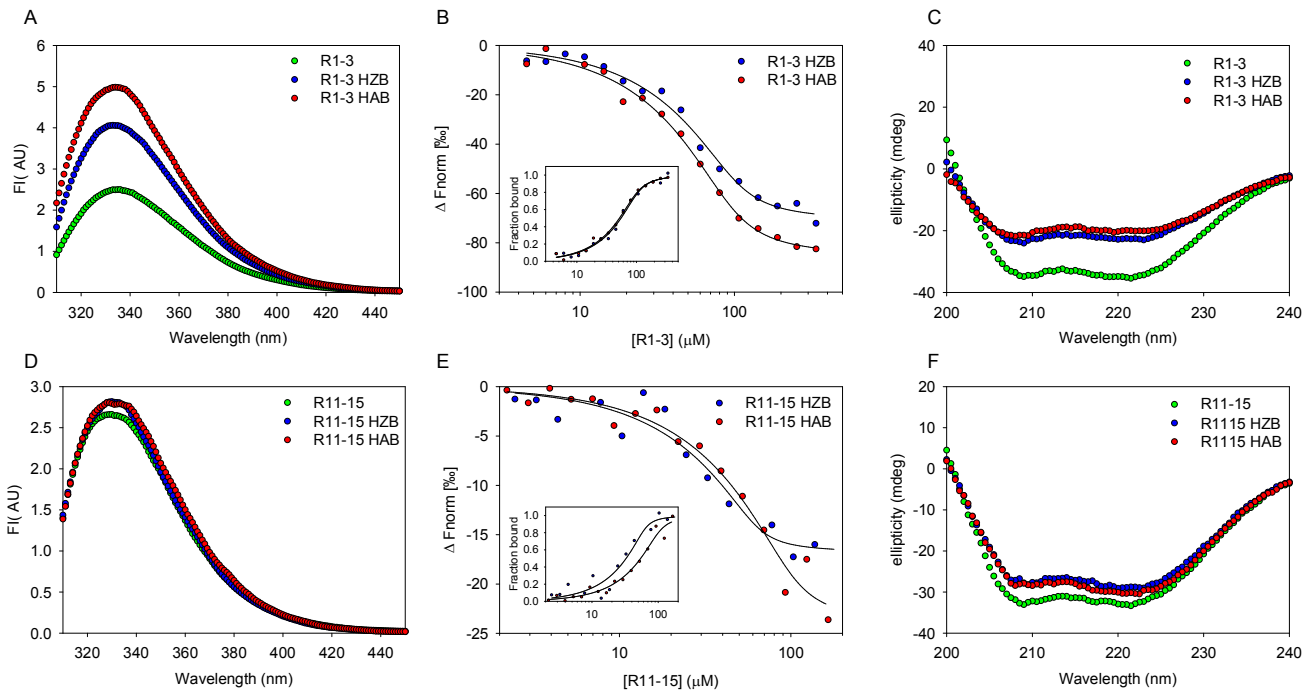 A
6
5
4
3
2
1
0
FI( AU)
320 340 360 380 400 420 440
Wavelength (nm)
R1-3
R1-3 HZB
R1-3 HAB
B
0
-20
-40
-60
-80
-100
Δ Fnorm [‰]
10 100
[R1-3] (μM)
R1-3 HZB
R1-3 HAB
1.0
0.8
0.6
0.4
0.2
0.0
Fraction bound
10 100
C
40
20
0
-20
-40
ellipticity (mdeg)
200 210 220 230 240
Wavelength (nm)
R1-3
R1-3 HZB
R1-3 HAB
D
3.0
2.5
2.0
1.5
1.0
0.5
0.0
FI( AU)
320 340 360 380 400 420 440
Wavelength (nm)
R11-15
R11-15 HZB
R11-15 HAB
E
0
-5
-10
-15
-20
-25
Δ Fnorm [‰]
10 100
[R11-15] (μM)
R11-15 HZB
R11-15 HAB
1.0
0.8
0.6
0.4
0.2
0.0
Fraction bound
10 100
F
20
10
0
-10
-20
-30
-40
ellipticity (mdeg)
200 210 220 230 240
Wavelength (nm)
R11-15
R1115 HZB
R1115 HAB